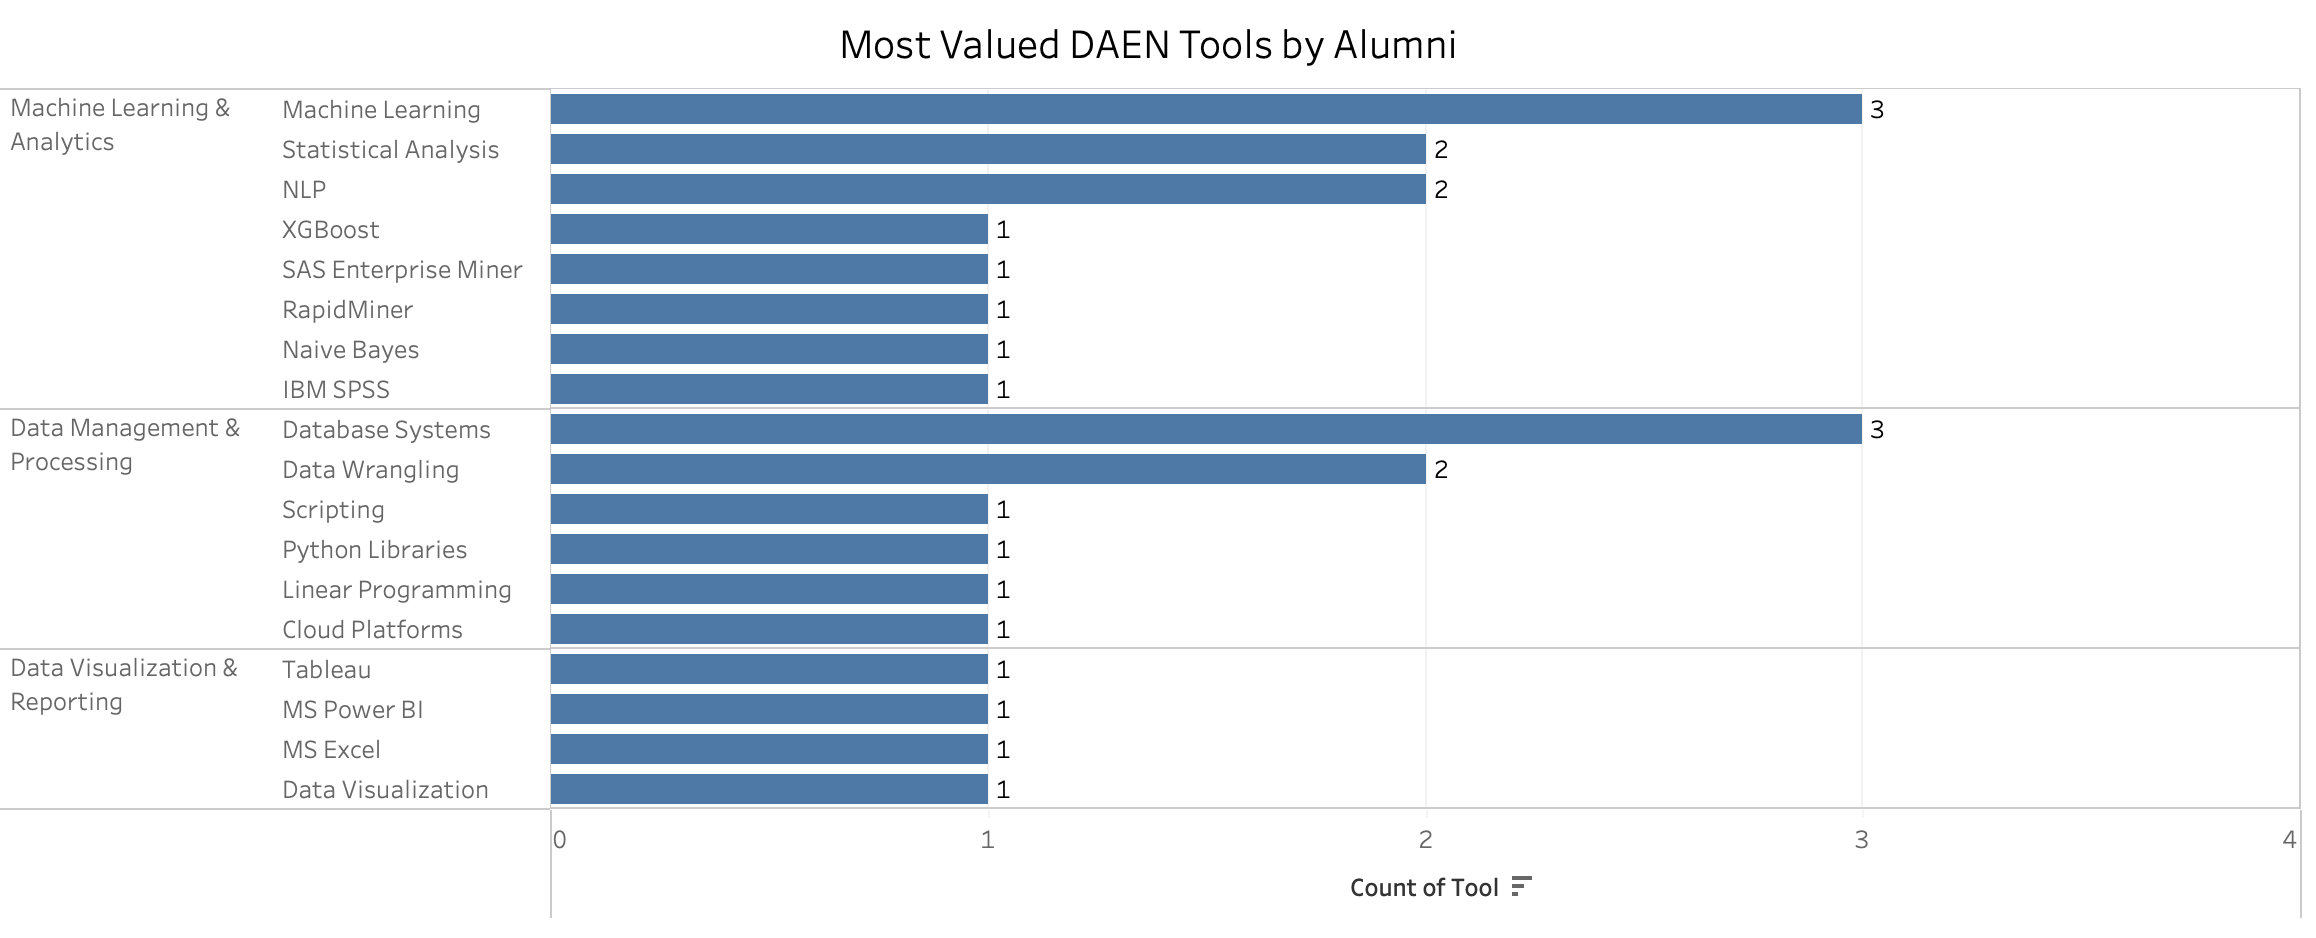 Most Valued DAEN Tools by Alumni
Machine Learning &
Analytics
Machine Learning 3
Statistical Analysis 2
NLP 2
XGBoost 1
SAS Enterprise Miner 1
RapidMiner 1
Naive Bayes 1
IBM SPSS 1
Data Management &
Processing
Database Systems 3
Data Wrangling 2
Scripting 1
Python Libraries 1
Linear Programming 1
Cloud Platforms 1
Data Visualization &
Reporting
Tableau 1
MS Power BI 1
MS Excel 1
Data Visualization 1
0 1 2 3 4
Count of Tool